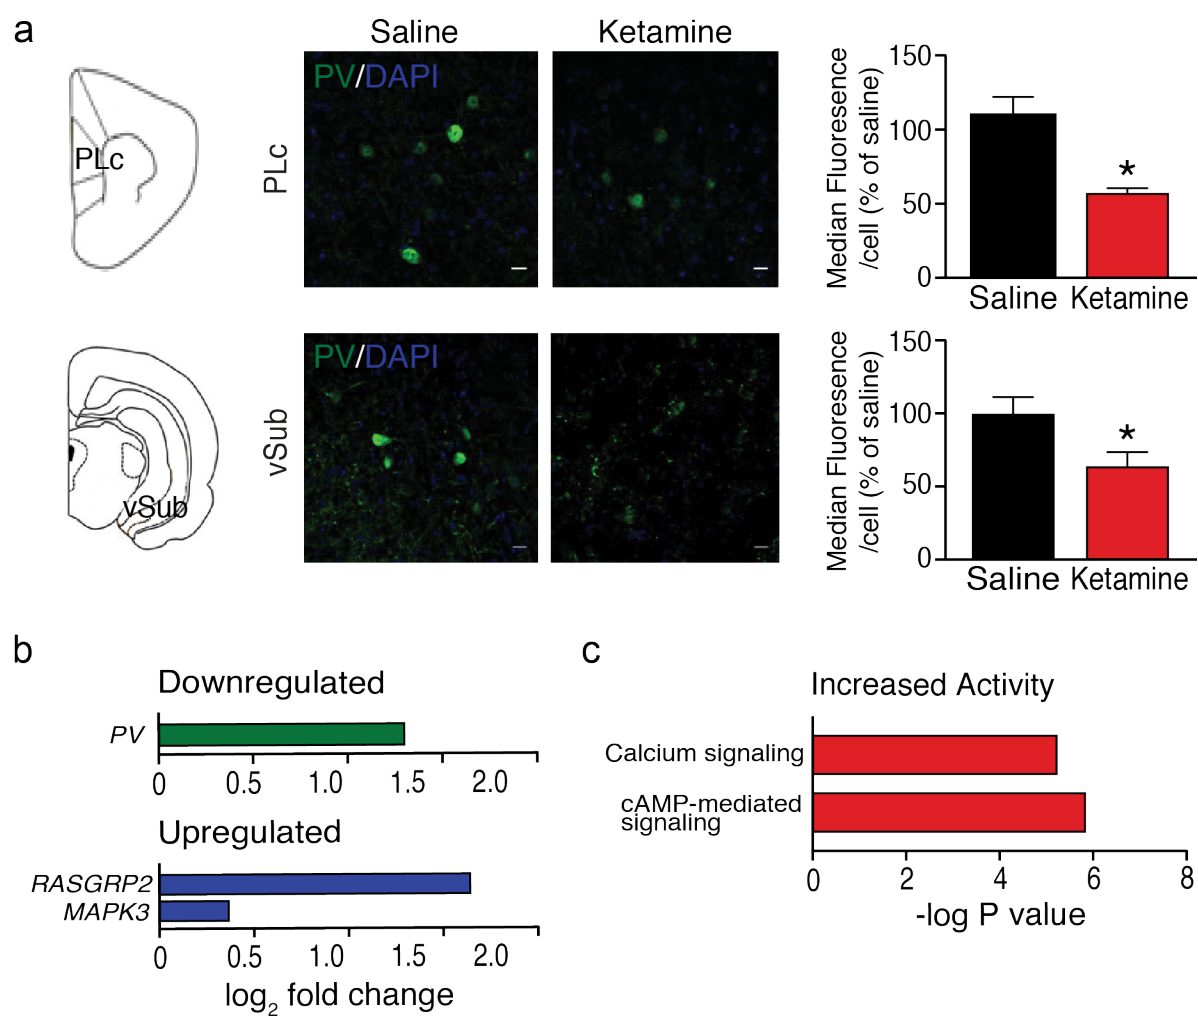 a
Saline
Ketamine
PLc
PLc
PV/DAPI
Median Fluoresence
/cell (% of saline)
150
100
50
0
*
Saline
Ketamine
vSub
vSub
PV/DAPI
Median Fluoresence
/cell (% of saline)
150
100
50
0
*
Saline
Ketamine
b
Downregulated
PV
0 0.5 1.0 1.5 2.0
Upregulated
RASGRP2
MAPK3
0 0.5 1.0 1.5 2.0
log2 fold change
c
Increased Activity
Calcium signaling
cAMP-mediated
signaling
0 2 4 6 8
-log P value